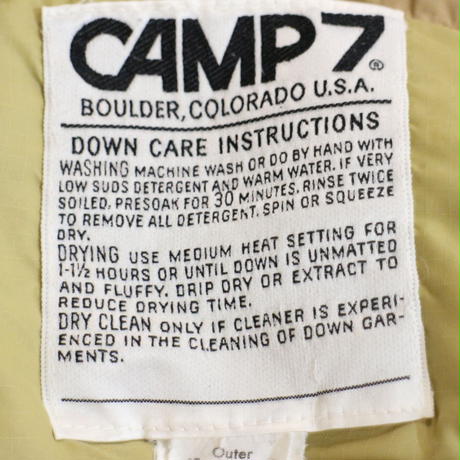 CAMP 7®
BOULDER, COLORADO U.S.A.
DOWN CARE INSTRUCTIONS
WASHING MACHINE WASH OR DO BY HAND WITH
LOW SUDS DETERGENT AND WARM WATER. IF VERY
SOILED, PRESOAK FOR 30 MINUTES. RINSE TWICE
TO REMOVE ALL DETERGENT. SPIN OR SQUEEZE
DRY.
DRYING USE MEDIUM HEAT SETTING FOR
1-1½ HOURS OR UNTIL DOWN IS UNMATTED
AND FLUFFY. DRIP DRY OR EXTRACT TO
REDUCE DRYING TIME.
DRY CLEAN ONLY IF CLEANER IS EXPERI-
ENCED IN THE CLEANING OF DOWN GAR-
MENTS.
Outer